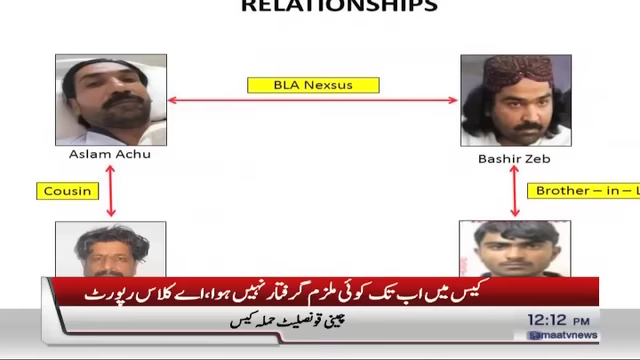 RELATIONSHIPS
BLA Nexsus
Aslam Achu
Bashir Zeb
Cousin
Brother – in – L
کیس میں اب تک کوئی ملزم گرفتار نہیں ہوا، اے کلاس رپورٹ
چینی قونصلیٹ حملہ کیس
12:12 PM
samaatvnews